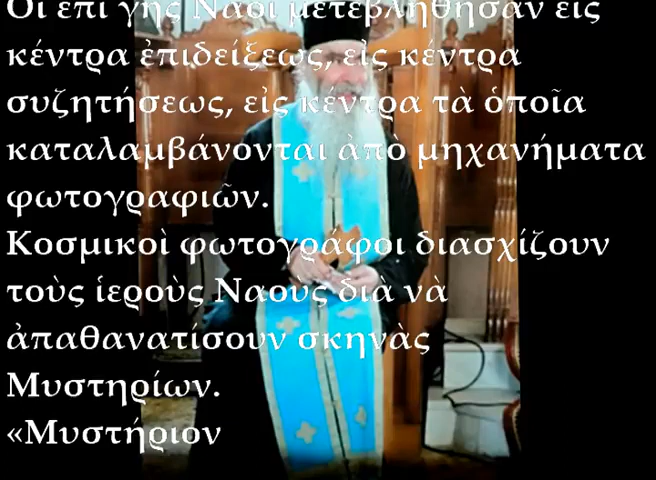 Οἱ ἐπὶ γῆς Ναοὶ μετεβλήθησαν εἰς
κέντρα ἐπιδείξεως, εἰς κέντρα
συζητήσεως, εἰς κέντρα τὰ ὁποῖα
καταλαμβάνονται ἀπὸ μηχανήματα
φωτογραφιῶν.
Κοσμικοὶ φωτογράφοι διασχίζουν
τοὺς ἱεροὺς Ναοὺς διὰ νὰ
ἀπαθανατίσουν σκηνὰς
Μυστηρίων.
«Μυστήριον